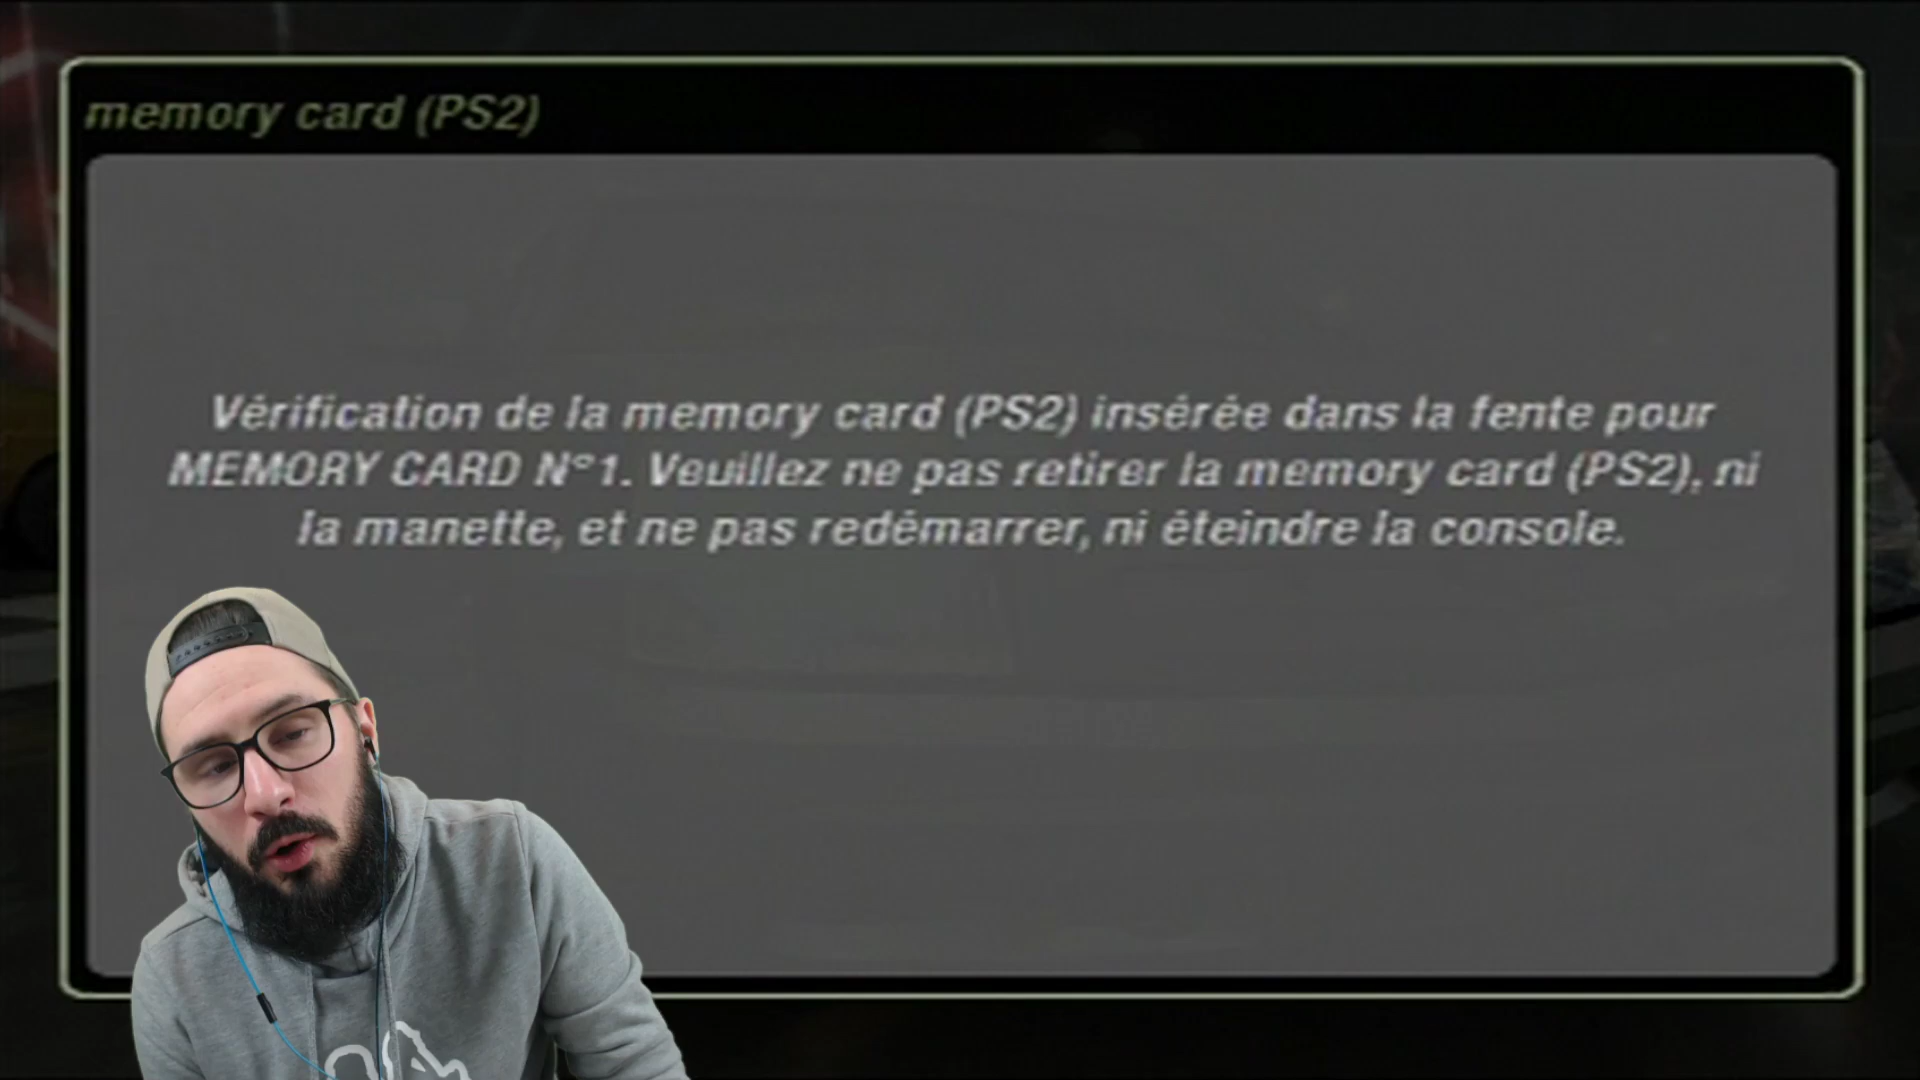 memory card (PS2)
Vérification de la memory card (PS2) insérée dans la fente pour
MEMORY CARD N°1. Veuillez ne pas retirer la memory card (PS2), ni
la manette, et ne pas redémarrer, ni éteindre la console.